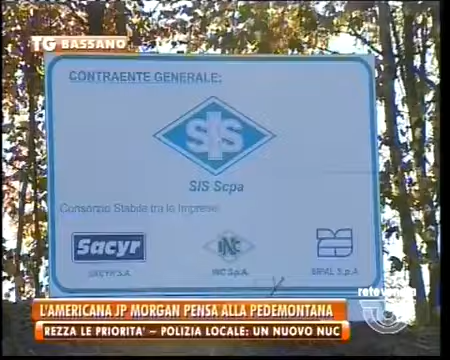 TG BASSANO
CONTRAENTE GENERALE:
SIS
SIS Scpa
Consorzio Stabile tra le Imprese:
Sacyr
INC
SACYR S.A.
INC S.p.A.
SIPAL S.p.A.
L'AMERICANA JP MORGAN PENSA ALLA PEDEMONTANA
REZZA LE PRIORITA' – POLIZIA LOCALE: UN NUOVO NUC